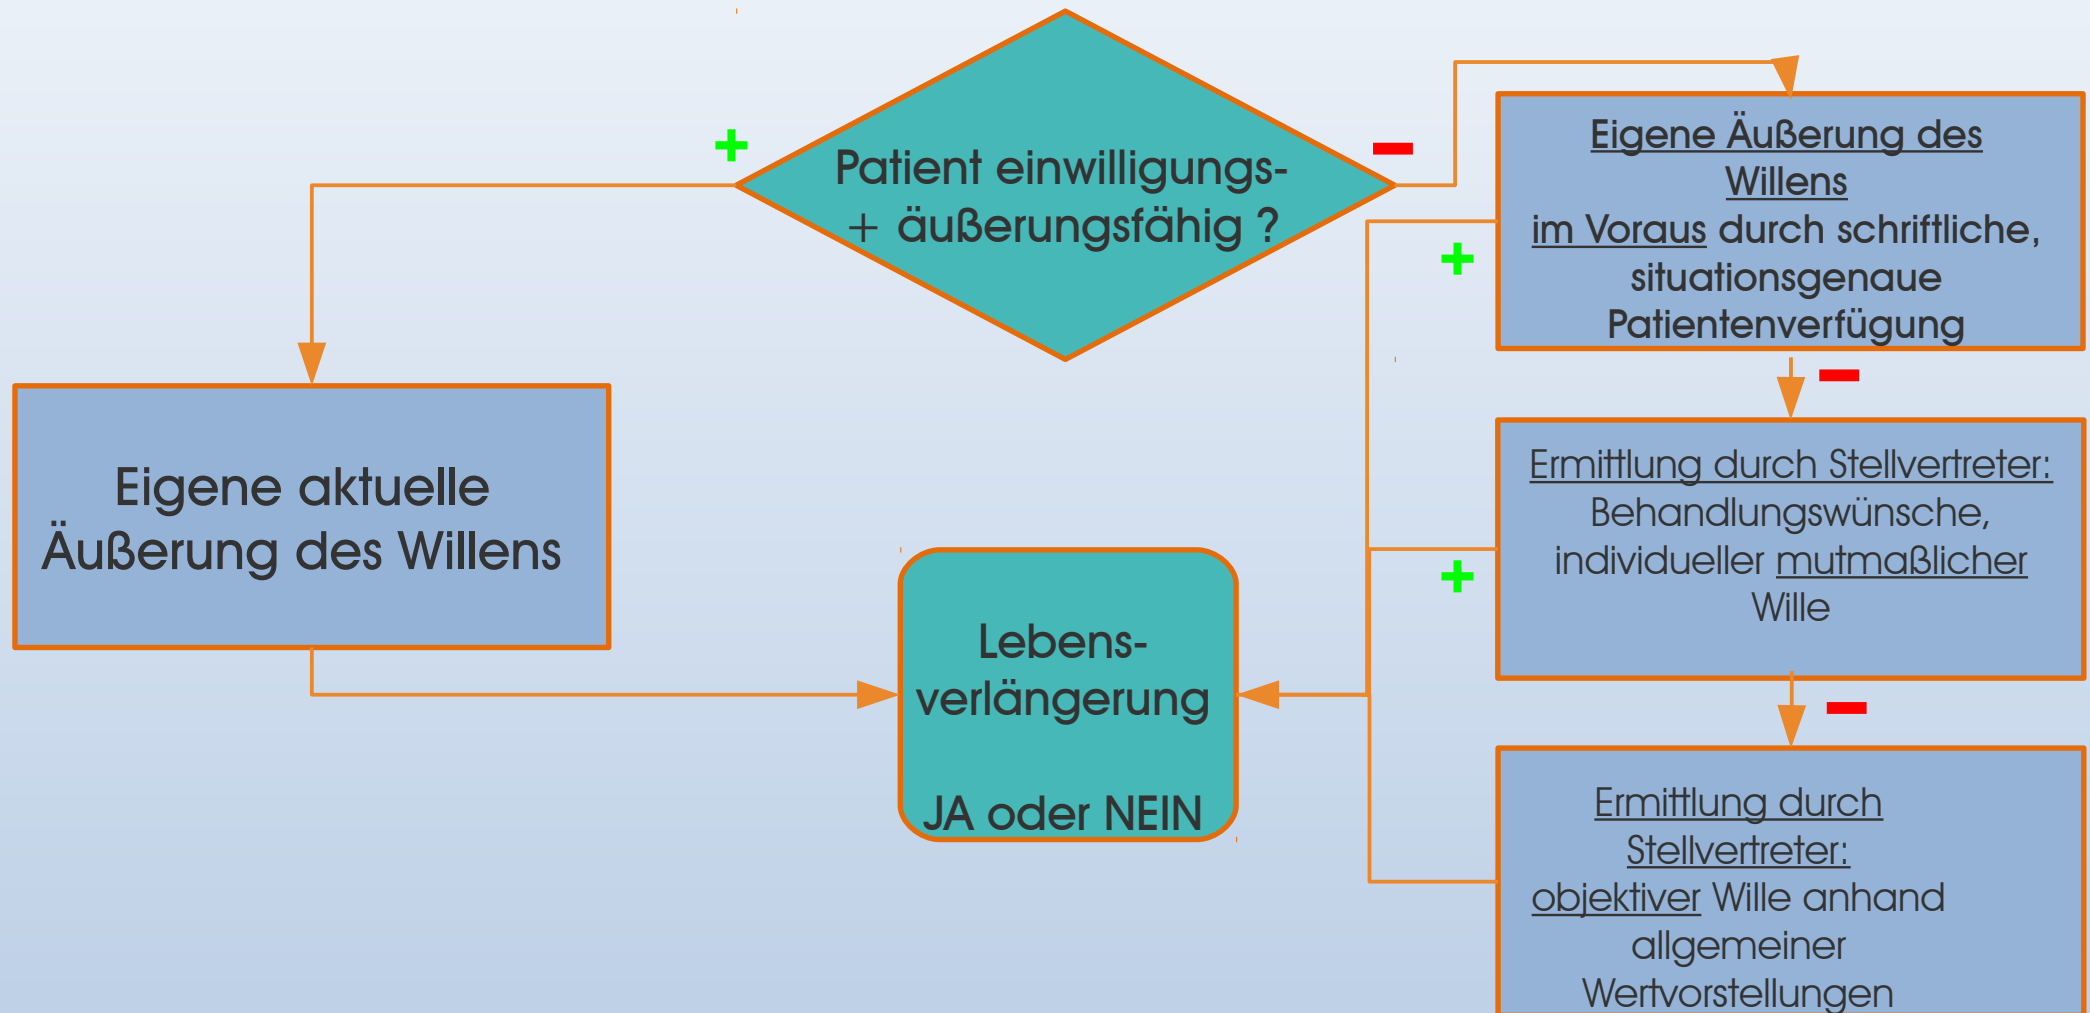 Patient einwilligungs-
+ äußerungsfähig ?
+
−
Eigene Äußerung des
Willens
im Voraus durch schriftliche,
situationsgenaue
Patientenverfügung
+
−
Eigene aktuelle
Äußerung des Willens
Ermittlung durch Stellvertreter:
Behandlungswünsche,
individueller mutmaßlicher
Wille
+
−
Lebens-
verlängerung
JA oder NEIN
Ermittlung durch
Stellvertreter:
objektiver Wille anhand
allgemeiner
Wertvorstellungen